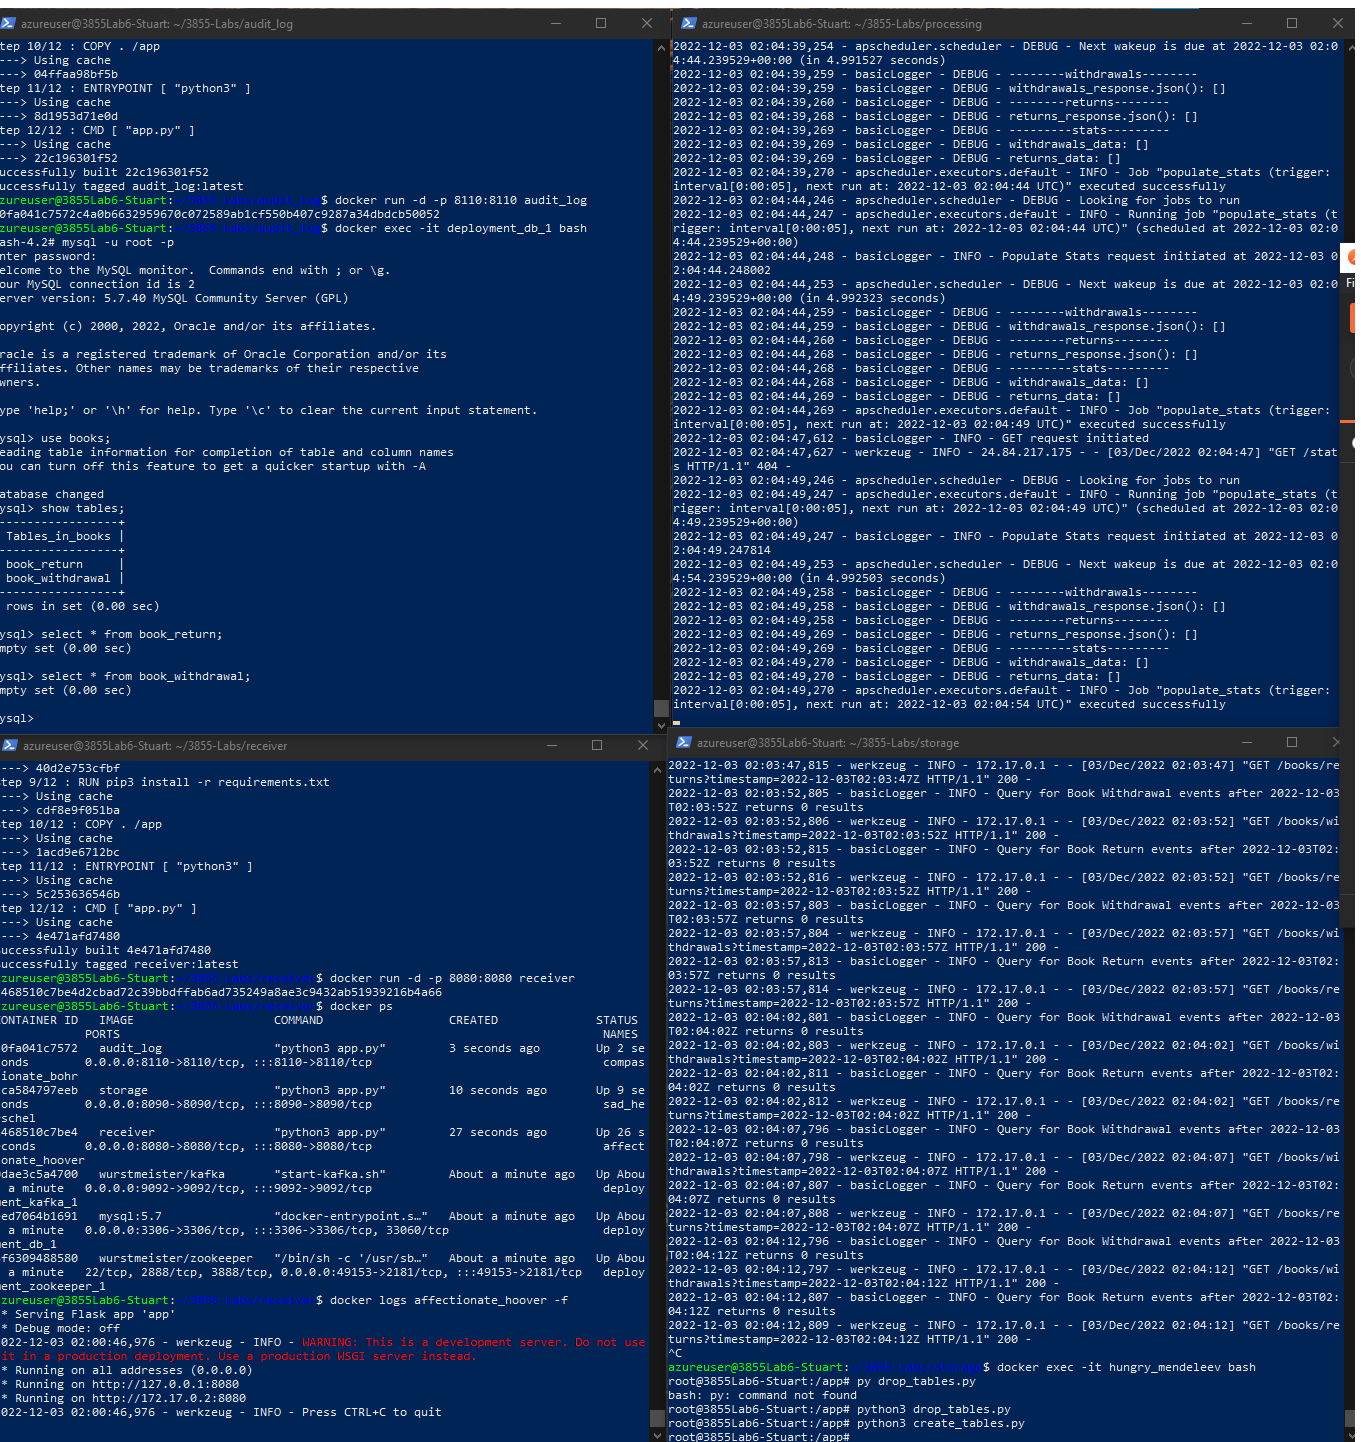 azureuser@3855Lab6-Stuart: ~/3855-Labs/audit_log
tep 10/12 : COPY . /app
---> Using cache
---> 04ffaa98bf5b
tep 11/12 : ENTRYPOINT [ "python3" ]
---> Using cache
---> 8d1953d71e0d
tep 12/12 : CMD [ "app.py" ]
---> Using cache
---> 22c196301f52
uccessfully built 22c196301f52
uccessfully tagged audit_log:latest
zureuser@3855Lab6-Stuart:~/3855-Labs/audit_log$ docker run -d -p 8110:8110 audit_log
0fa041c7572c4a0b6632959670c072589ab1cf550b407c9287a34dbdcb50052
zureuser@3855Lab6-Stuart:~/3855-Labs/audit_log$ docker exec -it deployment_db_1 bash
ash-4.2# mysql -u root -p
nter password:
elcome to the MySQL monitor.  Commands end with ; or \g.
our MySQL connection id is 2
erver version: 5.7.40 MySQL Community Server (GPL)
opyright (c) 2000, 2022, Oracle and/or its affiliates.
racle is a registered trademark of Oracle Corporation and/or its
ffiliates. Other names may be trademarks of their respective
wners.
ype 'help;' or '\h' for help. Type '\c' to clear the current input statement.
ysql> use books;
eading table information for completion of table and column names
ou can turn off this feature to get a quicker startup with -A
atabase changed
ysql> show tables;
-----------------+
 Tables_in_books |
-----------------+
 book_return     |
 book_withdrawal |
-----------------+
 rows in set (0.00 sec)
ysql> select * from book_return;
mpty set (0.00 sec)
ysql> select * from book_withdrawal;
mpty set (0.00 sec)
ysql>
azureuser@3855Lab6-Stuart: ~/3855-Labs/processing
2022-12-03 02:04:39,254 - apscheduler.scheduler - DEBUG - Next wakeup is due at 2022-12-03 02:0
4:44.239529+00:00 (in 4.991527 seconds)
2022-12-03 02:04:39,259 - basicLogger - DEBUG - --------withdrawals--------
2022-12-03 02:04:39,259 - basicLogger - DEBUG - withdrawals_response.json(): []
2022-12-03 02:04:39,260 - basicLogger - DEBUG - --------returns--------
2022-12-03 02:04:39,268 - basicLogger - DEBUG - returns_response.json(): []
2022-12-03 02:04:39,269 - basicLogger - DEBUG - ---------stats---------
2022-12-03 02:04:39,269 - basicLogger - DEBUG - withdrawals_data: []
2022-12-03 02:04:39,269 - basicLogger - DEBUG - returns_data: []
2022-12-03 02:04:39,270 - apscheduler.executors.default - INFO - Job "populate_stats (trigger:
interval[0:00:05], next run at: 2022-12-03 02:04:44 UTC)" executed successfully
2022-12-03 02:04:44,246 - apscheduler.scheduler - DEBUG - Looking for jobs to run
2022-12-03 02:04:44,247 - apscheduler.executors.default - INFO - Running job "populate_stats (t
rigger: interval[0:00:05], next run at: 2022-12-03 02:04:44 UTC)" (scheduled at 2022-12-03 02:0
4:44.239529+00:00)
2022-12-03 02:04:44,248 - basicLogger - INFO - Populate Stats request initiated at 2022-12-03 0
2:04:44.248002
2022-12-03 02:04:44,253 - apscheduler.scheduler - DEBUG - Next wakeup is due at 2022-12-03 02:0
4:49.239529+00:00 (in 4.992323 seconds)
2022-12-03 02:04:44,259 - basicLogger - DEBUG - --------withdrawals--------
2022-12-03 02:04:44,259 - basicLogger - DEBUG - withdrawals_response.json(): []
2022-12-03 02:04:44,260 - basicLogger - DEBUG - --------returns--------
2022-12-03 02:04:44,268 - basicLogger - DEBUG - returns_response.json(): []
2022-12-03 02:04:44,268 - basicLogger - DEBUG - ---------stats---------
2022-12-03 02:04:44,268 - basicLogger - DEBUG - withdrawals_data: []
2022-12-03 02:04:44,268 - basicLogger - DEBUG - returns_data: []
2022-12-03 02:04:44,269 - apscheduler.executors.default - INFO - Job "populate_stats (trigger:
interval[0:00:05], next run at: 2022-12-03 02:04:49 UTC)" executed successfully
2022-12-03 02:04:47,612 - basicLogger - INFO - GET request initiated
2022-12-03 02:04:47,627 - werkzeug - INFO - 24.84.217.175 - - [03/Dec/2022 02:04:47] "GET /stat
s HTTP/1.1" 404 -
2022-12-03 02:04:49,246 - apscheduler.scheduler - DEBUG - Looking for jobs to run
2022-12-03 02:04:49,247 - apscheduler.executors.default - INFO - Running job "populate_stats (t
rigger: interval[0:00:05], next run at: 2022-12-03 02:04:49 UTC)" (scheduled at 2022-12-03 02:0
4:49.239529+00:00)
2022-12-03 02:04:49,247 - basicLogger - INFO - Populate Stats request initiated at 2022-12-03 0
2:04:49.247814
2022-12-03 02:04:49,253 - apscheduler.scheduler - DEBUG - Next wakeup is due at 2022-12-03 02:0
4:54.239529+00:00 (in 4.992503 seconds)
2022-12-03 02:04:49,258 - basicLogger - DEBUG - --------withdrawals--------
2022-12-03 02:04:49,258 - basicLogger - DEBUG - withdrawals_response.json(): []
2022-12-03 02:04:49,258 - basicLogger - DEBUG - --------returns--------
2022-12-03 02:04:49,269 - basicLogger - DEBUG - returns_response.json(): []
2022-12-03 02:04:49,269 - basicLogger - DEBUG - ---------stats---------
2022-12-03 02:04:49,270 - basicLogger - DEBUG - withdrawals_data: []
2022-12-03 02:04:49,270 - basicLogger - DEBUG - returns_data: []
2022-12-03 02:04:49,270 - apscheduler.executors.default - INFO - Job "populate_stats (trigger:
interval[0:00:05], next run at: 2022-12-03 02:04:54 UTC)" executed successfully
Fi
azureuser@3855Lab6-Stuart: ~/3855-Labs/receiver
---> 40d2e753cfbf
tep 9/12 : RUN pip3 install -r requirements.txt
---> Using cache
---> cdf8e9f051ba
tep 10/12 : COPY . /app
---> Using cache
---> 1acd9e6712bc
tep 11/12 : ENTRYPOINT [ "python3" ]
---> Using cache
---> 5c253636546b
tep 12/12 : CMD [ "app.py" ]
---> Using cache
---> 4e471afd7480
uccessfully built 4e471afd7480
uccessfully tagged receiver:latest
zureuser@3855Lab6-Stuart:~/3855-Labs/receiver$ docker run -d -p 8080:8080 receiver
468510c7be4d2cbad72c39bbdffab6ad735249a8ae3c9432ab51939216b4a66
zureuser@3855Lab6-Stuart:~/3855-Labs/receiver$ docker ps
ONTAINER ID   IMAGE                    COMMAND                  CREATED              STATUS
PORTS                                                                     NAMES
0fa041c7572   audit_log                "python3 app.py"         3 seconds ago        Up 2 se
onds    0.0.0.0:8110->8110/tcp, :::8110->8110/tcp                                 compas
ionate_bohr
ca584797eeb   storage                  "python3 app.py"         10 seconds ago       Up 9 se
onds    0.0.0.0:8090->8090/tcp, :::8090->8090/tcp                                 sad_he
schel
468510c7be4   receiver                 "python3 app.py"         27 seconds ago       Up 26 s
conds    0.0.0.0:8080->8080/tcp, :::8080->8080/tcp                                 affect
onate_hoover
dae3c5a4700   wurstmeister/kafka       "start-kafka.sh"         About a minute ago   Up Abou
 a minute   0.0.0.0:9092->9092/tcp, :::9092->9092/tcp                                 deploy
ent_kafka_1
ed7064b1691   mysql:5.7                "docker-entrypoint.s…"   About a minute ago   Up Abou
 a minute   0.0.0.0:3306->3306/tcp, :::3306->3306/tcp, 33060/tcp                      deploy
ent_db_1
f6309488580   wurstmeister/zookeeper   "/bin/sh -c '/usr/sb…"   About a minute ago   Up Abou
 a minute   22/tcp, 2888/tcp, 3888/tcp, 0.0.0.0:49153->2181/tcp, :::49153->2181/tcp   deploy
ent_zookeeper_1
zureuser@3855Lab6-Stuart:~/3855-Labs/receiver$ docker logs affectionate_hoover -f
* Serving Flask app 'app'
* Debug mode: off
022-12-03 02:00:46,976 - werkzeug - INFO - WARNING: This is a development server. Do not use
it in a production deployment. Use a production WSGI server instead.
* Running on all addresses (0.0.0.0)
* Running on http://127.0.0.1:8080
* Running on http://172.17.0.2:8080
022-12-03 02:00:46,976 - werkzeug - INFO - Press CTRL+C to quit
azureuser@3855Lab6-Stuart: ~/3855-Labs/storage
2022-12-03 02:03:47,815 - werkzeug - INFO - 172.17.0.1 - - [03/Dec/2022 02:03:47] "GET /books/re
turns?timestamp=2022-12-03T02:03:47Z HTTP/1.1" 200 -
2022-12-03 02:03:52,805 - basicLogger - INFO - Query for Book Withdrawal events after 2022-12-03
T02:03:52Z returns 0 results
2022-12-03 02:03:52,806 - werkzeug - INFO - 172.17.0.1 - - [03/Dec/2022 02:03:52] "GET /books/wi
thdrawals?timestamp=2022-12-03T02:03:52Z HTTP/1.1" 200 -
2022-12-03 02:03:52,815 - basicLogger - INFO - Query for Book Return events after 2022-12-03T02:
03:52Z returns 0 results
2022-12-03 02:03:52,816 - werkzeug - INFO - 172.17.0.1 - - [03/Dec/2022 02:03:52] "GET /books/re
turns?timestamp=2022-12-03T02:03:52Z HTTP/1.1" 200 -
2022-12-03 02:03:57,803 - basicLogger - INFO - Query for Book Withdrawal events after 2022-12-03
T02:03:57Z returns 0 results
2022-12-03 02:03:57,804 - werkzeug - INFO - 172.17.0.1 - - [03/Dec/2022 02:03:57] "GET /books/wi
thdrawals?timestamp=2022-12-03T02:03:57Z HTTP/1.1" 200 -
2022-12-03 02:03:57,813 - basicLogger - INFO - Query for Book Return events after 2022-12-03T02:
03:57Z returns 0 results
2022-12-03 02:03:57,814 - werkzeug - INFO - 172.17.0.1 - - [03/Dec/2022 02:03:57] "GET /books/re
turns?timestamp=2022-12-03T02:03:57Z HTTP/1.1" 200 -
2022-12-03 02:04:02,801 - basicLogger - INFO - Query for Book Withdrawal events after 2022-12-03
T02:04:02Z returns 0 results
2022-12-03 02:04:02,803 - werkzeug - INFO - 172.17.0.1 - - [03/Dec/2022 02:04:02] "GET /books/wi
thdrawals?timestamp=2022-12-03T02:04:02Z HTTP/1.1" 200 -
2022-12-03 02:04:02,811 - basicLogger - INFO - Query for Book Return events after 2022-12-03T02:
04:02Z returns 0 results
2022-12-03 02:04:02,812 - werkzeug - INFO - 172.17.0.1 - - [03/Dec/2022 02:04:02] "GET /books/re
turns?timestamp=2022-12-03T02:04:02Z HTTP/1.1" 200 -
2022-12-03 02:04:07,796 - basicLogger - INFO - Query for Book Withdrawal events after 2022-12-03
T02:04:07Z returns 0 results
2022-12-03 02:04:07,798 - werkzeug - INFO - 172.17.0.1 - - [03/Dec/2022 02:04:07] "GET /books/wi
thdrawals?timestamp=2022-12-03T02:04:07Z HTTP/1.1" 200 -
2022-12-03 02:04:07,807 - basicLogger - INFO - Query for Book Return events after 2022-12-03T02:
04:07Z returns 0 results
2022-12-03 02:04:07,808 - werkzeug - INFO - 172.17.0.1 - - [03/Dec/2022 02:04:07] "GET /books/re
turns?timestamp=2022-12-03T02:04:07Z HTTP/1.1" 200 -
2022-12-03 02:04:12,796 - basicLogger - INFO - Query for Book Withdrawal events after 2022-12-03
T02:04:12Z returns 0 results
2022-12-03 02:04:12,797 - werkzeug - INFO - 172.17.0.1 - - [03/Dec/2022 02:04:12] "GET /books/wi
thdrawals?timestamp=2022-12-03T02:04:12Z HTTP/1.1" 200 -
2022-12-03 02:04:12,807 - basicLogger - INFO - Query for Book Return events after 2022-12-03T02:
04:12Z returns 0 results
2022-12-03 02:04:12,809 - werkzeug - INFO - 172.17.0.1 - - [03/Dec/2022 02:04:12] "GET /books/re
turns?timestamp=2022-12-03T02:04:12Z HTTP/1.1" 200 -
^C
azureuser@3855Lab6-Stuart:~/3855-Labs/storage$ docker exec -it hungry_mendeleev bash
root@3855Lab6-Stuart:/app# py drop_tables.py
bash: py: command not found
root@3855Lab6-Stuart:/app# python3 drop_tables.py
root@3855Lab6-Stuart:/app# python3 create_tables.py
root@3855Lab6-Stuart:/app#